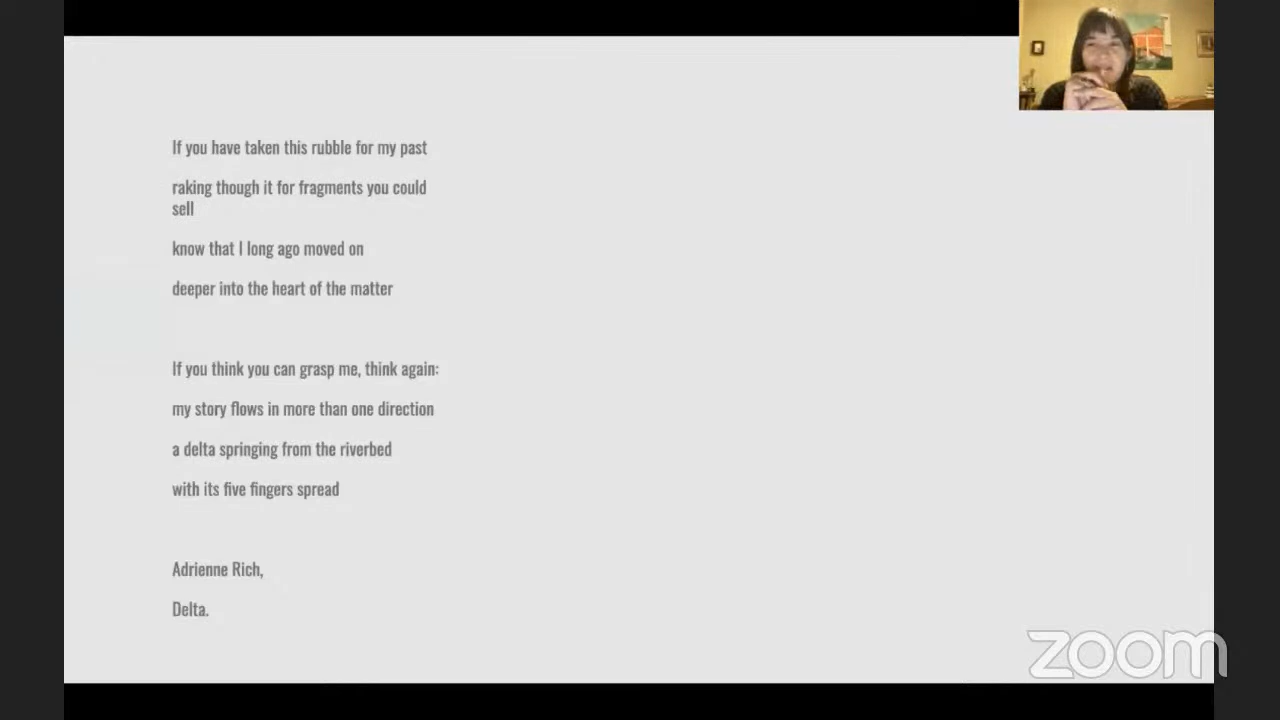 If you have taken this rubble for my past
raking though it for fragments you could
sell
know that I long ago moved on
deeper into the heart of the matter
If you think you can grasp me, think again:
my story flows in more than one direction
a delta springing from the riverbed
with its five fingers spread
Adrienne Rich,
Delta.
zoom